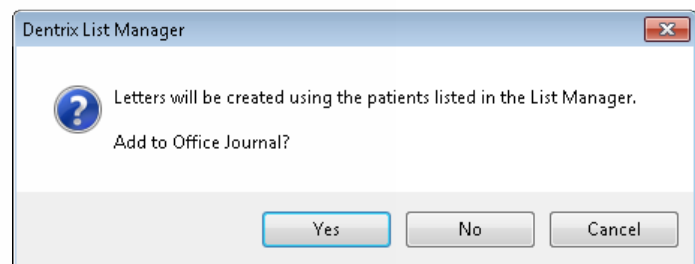 Dentrix List Manager
Letters will be created using the patients listed in the List Manager.
Add to Office Journal?
Yes No Cancel